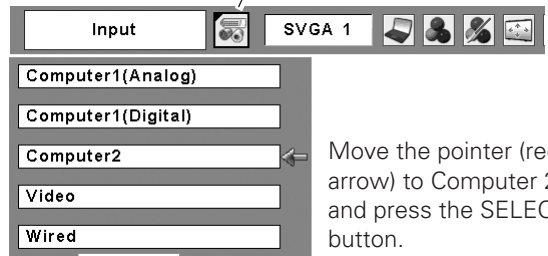 Input
SVGA 1
Computer1(Analog)
Computer1(Digital)
Computer2
Video
Wired
Move the pointer
arrow) to Computer
and press the
button.